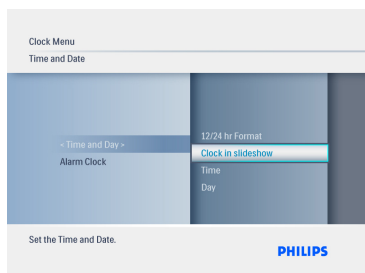 Clock Menu
Time and Date
< Time and Day >
Alarm Clock
12/24 hr Format
Clock in slideshow
Time
Day
Set the Time and Date.
PHILIPS